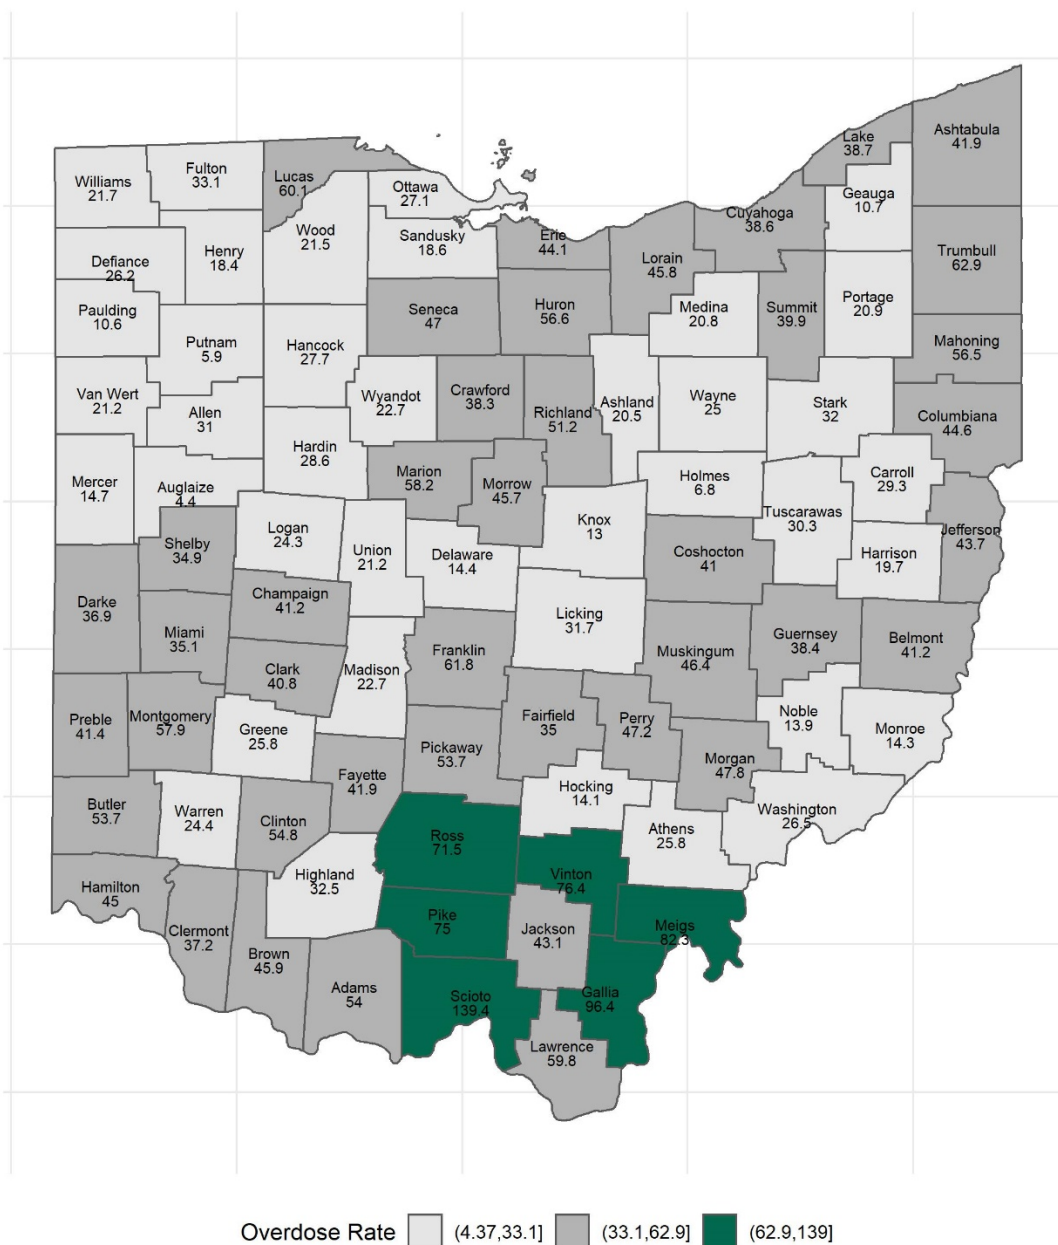 Ashtabula
41.9
Lake
38.7
Williams
21.7
Fulton
33.1
Lucas
60.1
Ottawa
27.1
Geauga
10.7
Cuyahoga
38.6
Wood
21.5
Sandusky
18.6
Erie
44.1
Henry
18.4
Defiance
26.2
Lorain
45.8
Trumbull
62.9
Paulding
10.6
Seneca
47
Huron
56.6
Medina
20.8
Summit
39.9
Portage
20.9
Putnam
5.9
Hancock
27.7
Mahoning
56.5
Van Wert
21.2
Allen
31
Wyandot
22.7
Crawford
38.3
Richland
51.2
Ashland
20.5
Wayne
25
Stark
32
Columbiana
44.6
Hardin
28.6
Mercer
14.7
Auglaize
4.4
Marion
58.2
Morrow
45.7
Holmes
6.8
Carroll
29.3
Tuscarawas
30.3
Knox
13
Logan
24.3
Jefferson
43.7
Shelby
34.9
Union
21.2
Delaware
14.4
Coshocton
41
Harrison
19.7
Darke
36.9
Champaign
41.2
Licking
31.7
Miami
35.1
Franklin
61.8
Muskingum
46.4
Guernsey
38.4
Belmont
41.2
Clark
40.8
Madison
22.7
Preble
41.4
Montgomery
57.9
Greene
25.8
Fairfield
35
Perry
47.2
Noble
13.9
Monroe
14.3
Pickaway
53.7
Morgan
47.8
Fayette
41.9
Hocking
14.1
Butler
53.7
Warren
24.4
Clinton
54.8
Washington
26.5
Ross
71.5
Athens
25.8
Highland
32.5
Vinton
76.4
Hamilton
45
Pike
75
Meigs
82.3
Clermont
37.2
Jackson
43.1
Brown
45.9
Adams
54
Scioto
139.4
Gallia
96.4
Lawrence
59.8
Overdose Rate (4.37,33.1] (33.1,62.9] (62.9,139]